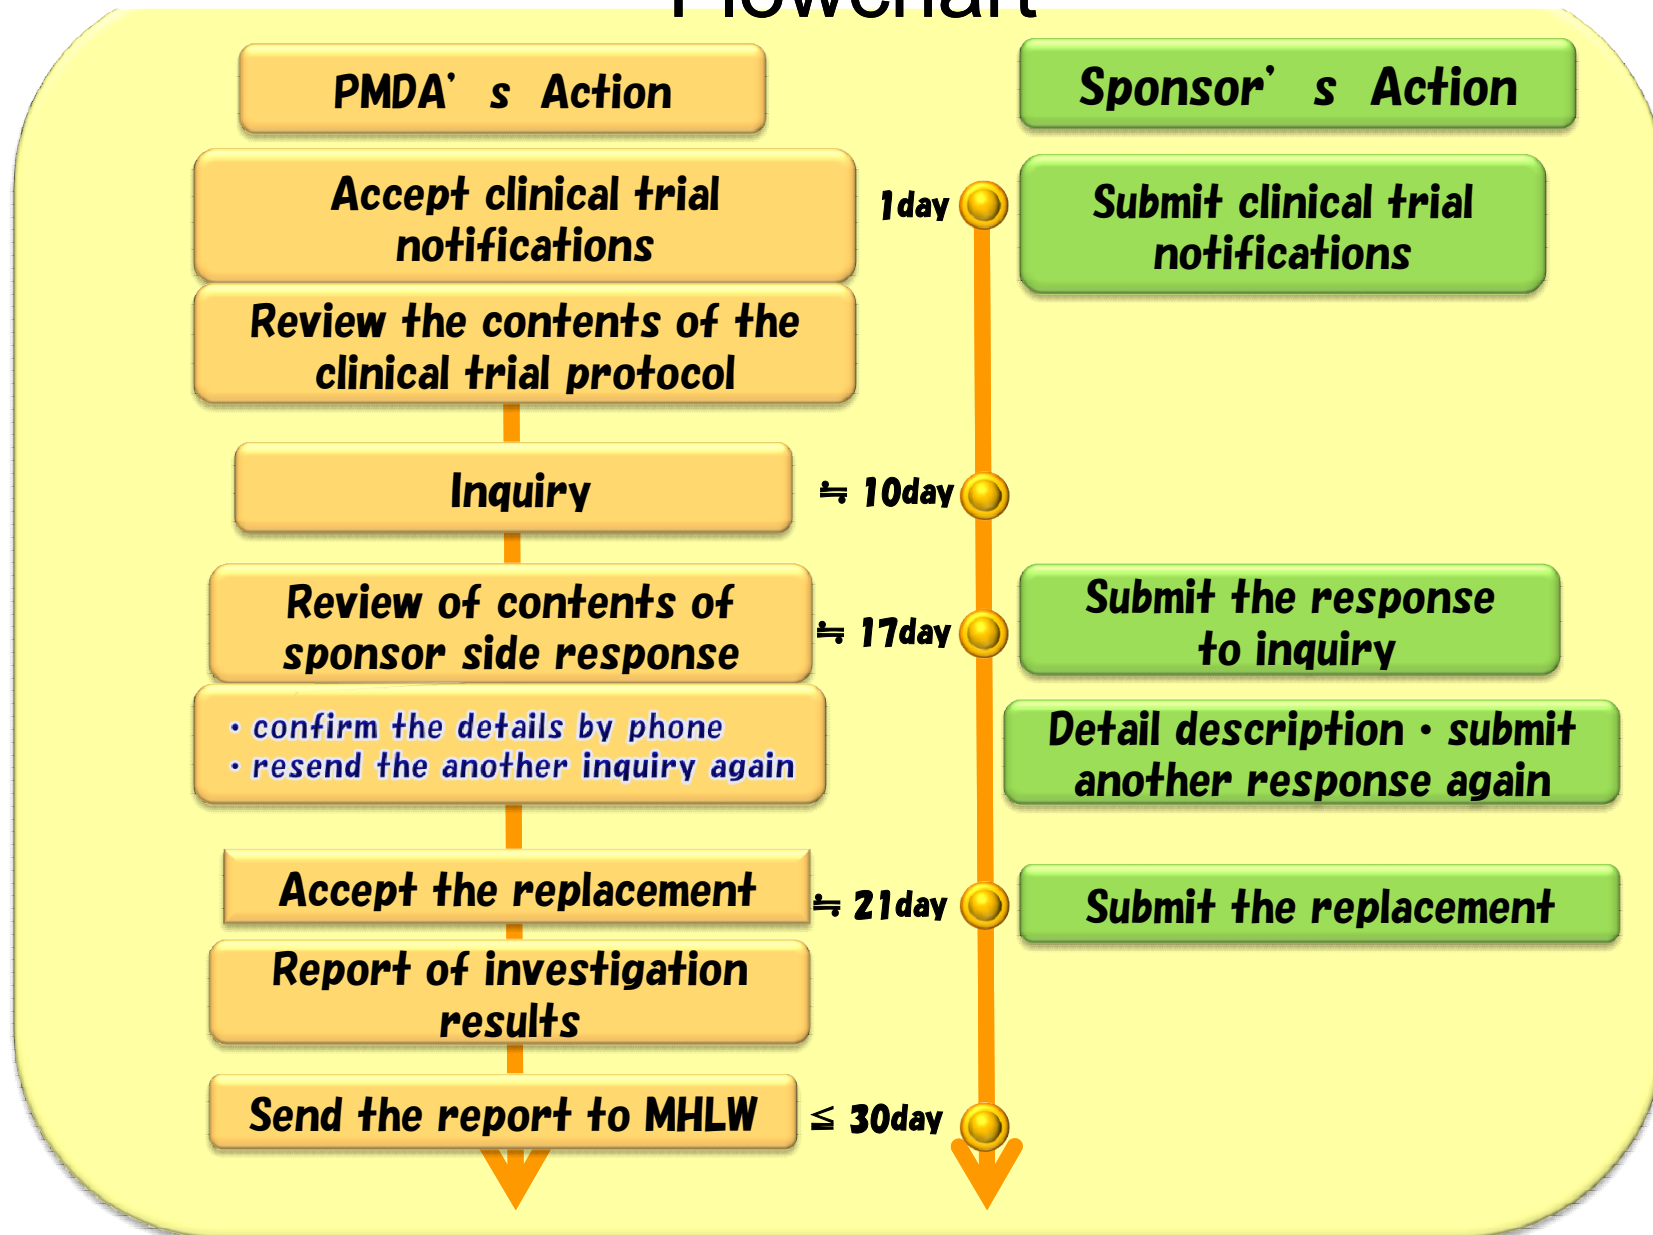 Flowchart
PMDA’ s Action
Sponsor’ s Action
Accept clinical trial
notifications
1day
Submit clinical trial
notifications
Review the contents of the
clinical trial protocol
Inquiry
≒ 10day
Review of contents of
sponsor side response
≒ 17day
Submit the response
to inquiry
・confirm the details by phone
・resend the another inquiry again
Detail description・submit
another response again
Accept the replacement
≒ 21day
Submit the replacement
Report of investigation
results
Send the report to MHLW
≦ 30day